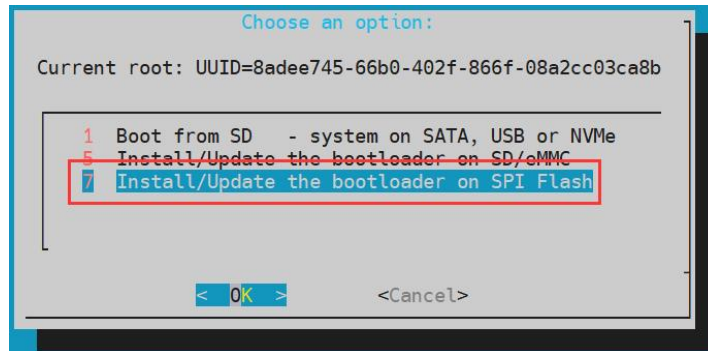 Choose an option:
Current root: UUID=8adee745-66b0-402f-866f-08a2cc03ca8b
1 Boot from SD - system on SATA, USB or NVMe
5 Install/Update the bootloader on SD/eMMC
7 Install/Update the bootloader on SPI Flash
< OK > <Cancel>